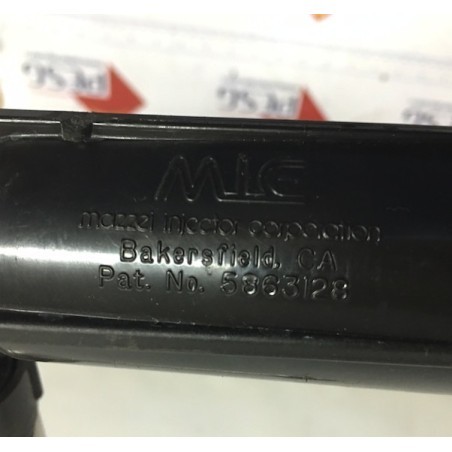 MIC
mazzei injector corporation
Bakersfield, CA
Pat. No. 5863128